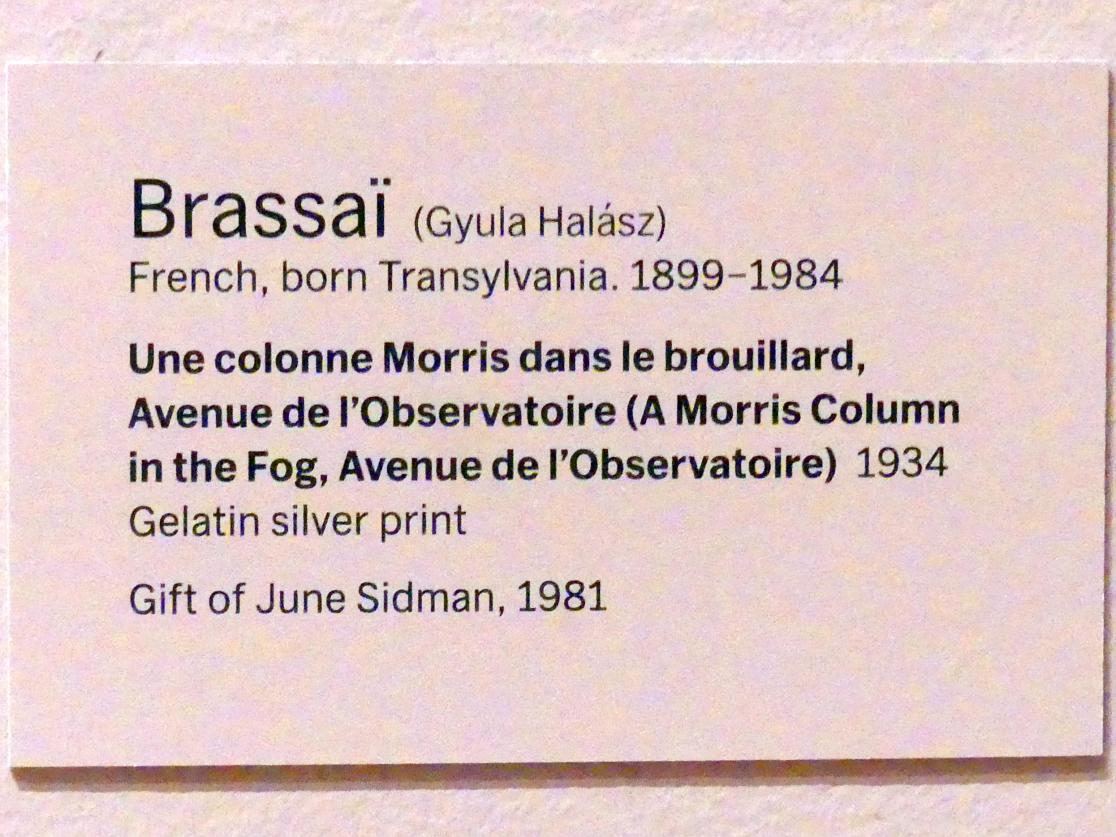 Brassaï (Gyula Halász)
French, born Transylvania. 1899–1984
Une colonne Morris dans le brouillard,
Avenue de l’Observatoire (A Morris Column
in the Fog, Avenue de l’Observatoire) 1934
Gelatin silver print
Gift of June Sidman, 1981